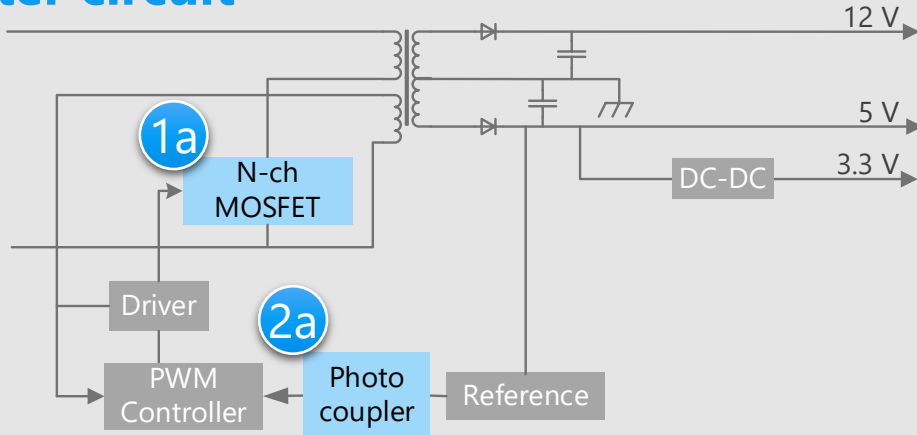 12 V
1a
5 V
N-ch
MOSFET
DC-DC
3.3 V
Driver
2a
PWM
Controller
Photo
coupler
Reference